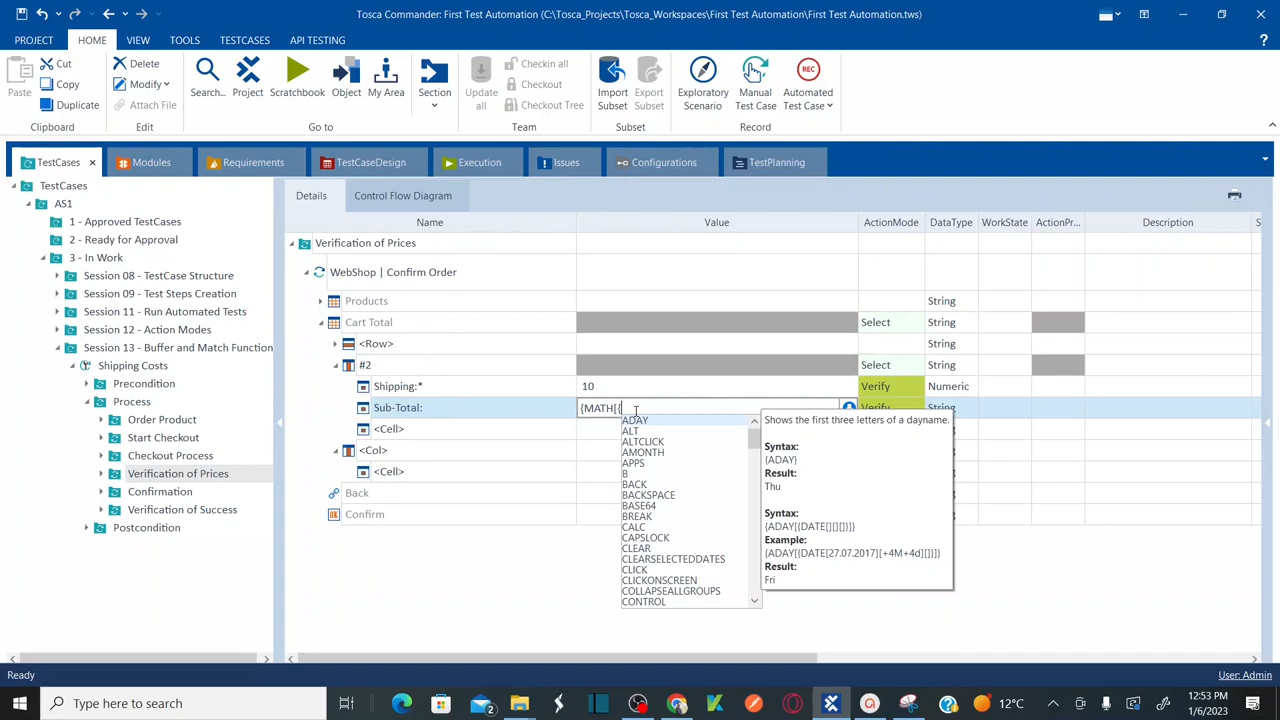 Tosca Commander: First Test Automation (C:\Tosca_Projects\Tosca_Workspaces\First Test Automation\First Test Automation.tws)
PROJECT HOME VIEW TOOLS TESTCASES API TESTING ?
Paste Cut Copy Duplicate
Delete Modify Attach File
Search... Project Scratchbook Object My Area Section
Update all Checkin all Checkout Checkout Tree
Import Subset Export Subset
Exploratory Scenario Manual Test Case REC Automated Test Case
Clipboard Edit Go to Team Subset Record
TestCases × Modules Requirements TestCaseDesign Execution Issues Configurations TestPlanning
TestCases
AS1
1 - Approved TestCases
2 - Ready for Approval
3 - In Work
Session 08 - TestCase Structure
Session 09 - Test Steps Creation
Session 11 - Run Automated Tests
Session 12 - Action Modes
Session 13 - Buffer and Match Function
Shipping Costs
Precondition
Process
Order Product
Start Checkout
Checkout Process
Verification of Prices
Confirmation
Verification of Success
Postcondition
Details Control Flow Diagram
Name Value ActionMode DataType WorkState ActionPr... Description S
Verification of Prices
WebShop | Confirm Order
Products String
Cart Total Select String
<Row> String
#2 Select String
Shipping:* 10 Verify Numeric
Sub-Total: {MATH[{ Verify String
<Cell>
<Col>
<Cell>
Back
Confirm
ADAY
ALT
ALTCLICK
AMONTH
APPS
B
BACK
BACKSPACE
BASE64
BREAK
CALC
CAPSLOCK
CLEAR
CLEARSELECTEDDATES
CLICK
CLICKONSCREEN
COLLAPSEALLGROUPS
CONTROL
Shows the first three letters of a dayname.
Syntax:
{ADAY}
Result:
Thu
Syntax:
{ADAY[{DATE[][][]}]}
Example:
{ADAY[{DATE[27.07.2017][+4M+4d][]}]}
Result:
Fri
Ready User: Admin
Type here to search 2 12°C 12:53 PM
1/6/2023